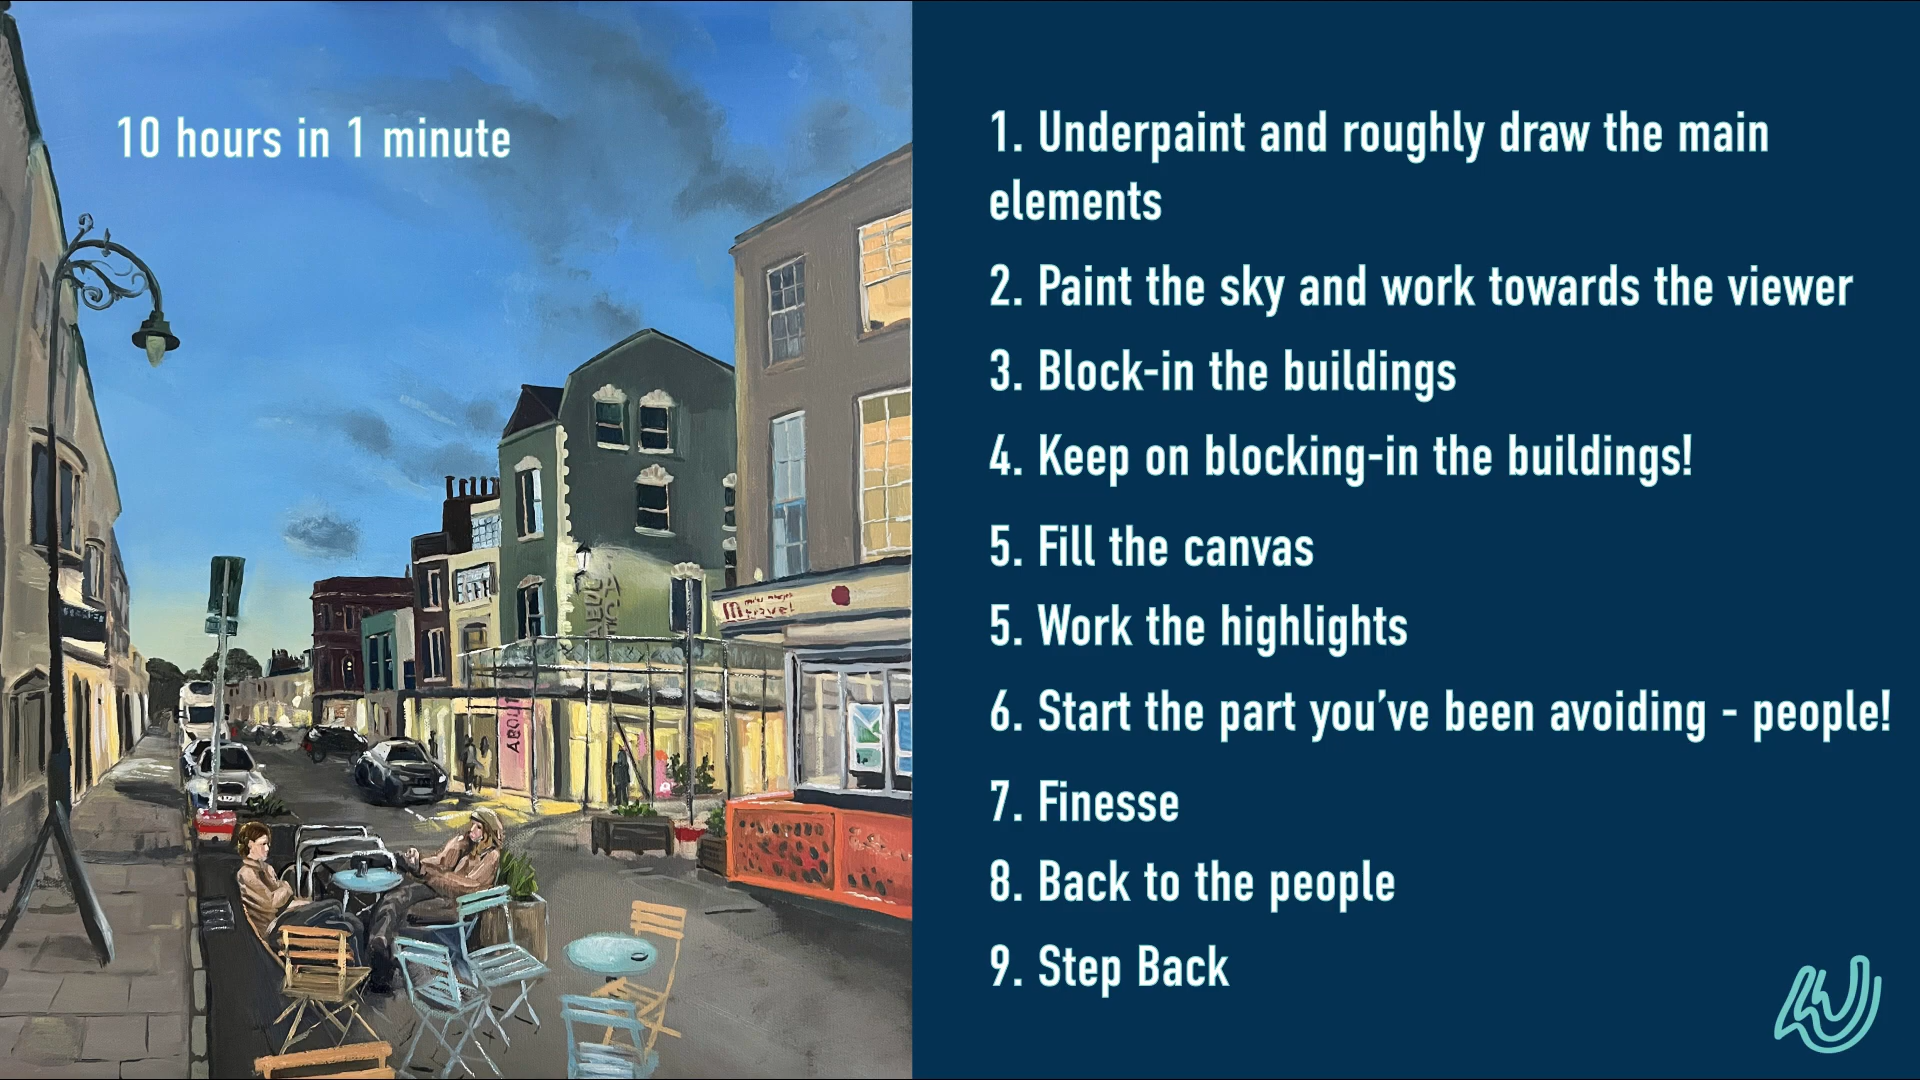 10 hours in 1 minute
1. Underpaint and roughly draw the main
elements
2. Paint the sky and work towards the viewer
3. Block-in the buildings
4. Keep on blocking-in the buildings!
5. Fill the canvas
5. Work the highlights
6. Start the part you've been avoiding - people!
7. Finesse
8. Back to the people
9. Step Back
travel
ABOUT